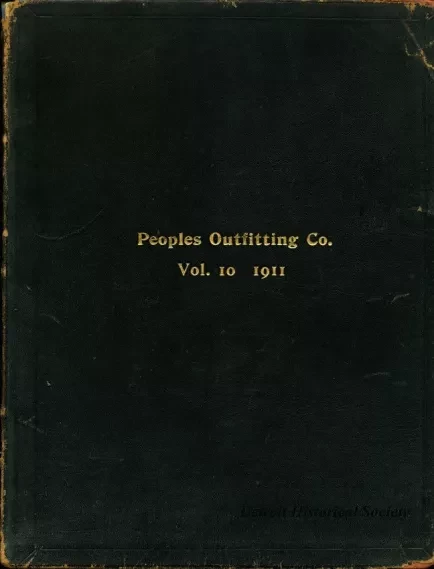 Peoples Outfitting Co.
Vol. 10 1911
Detroit Historical Society